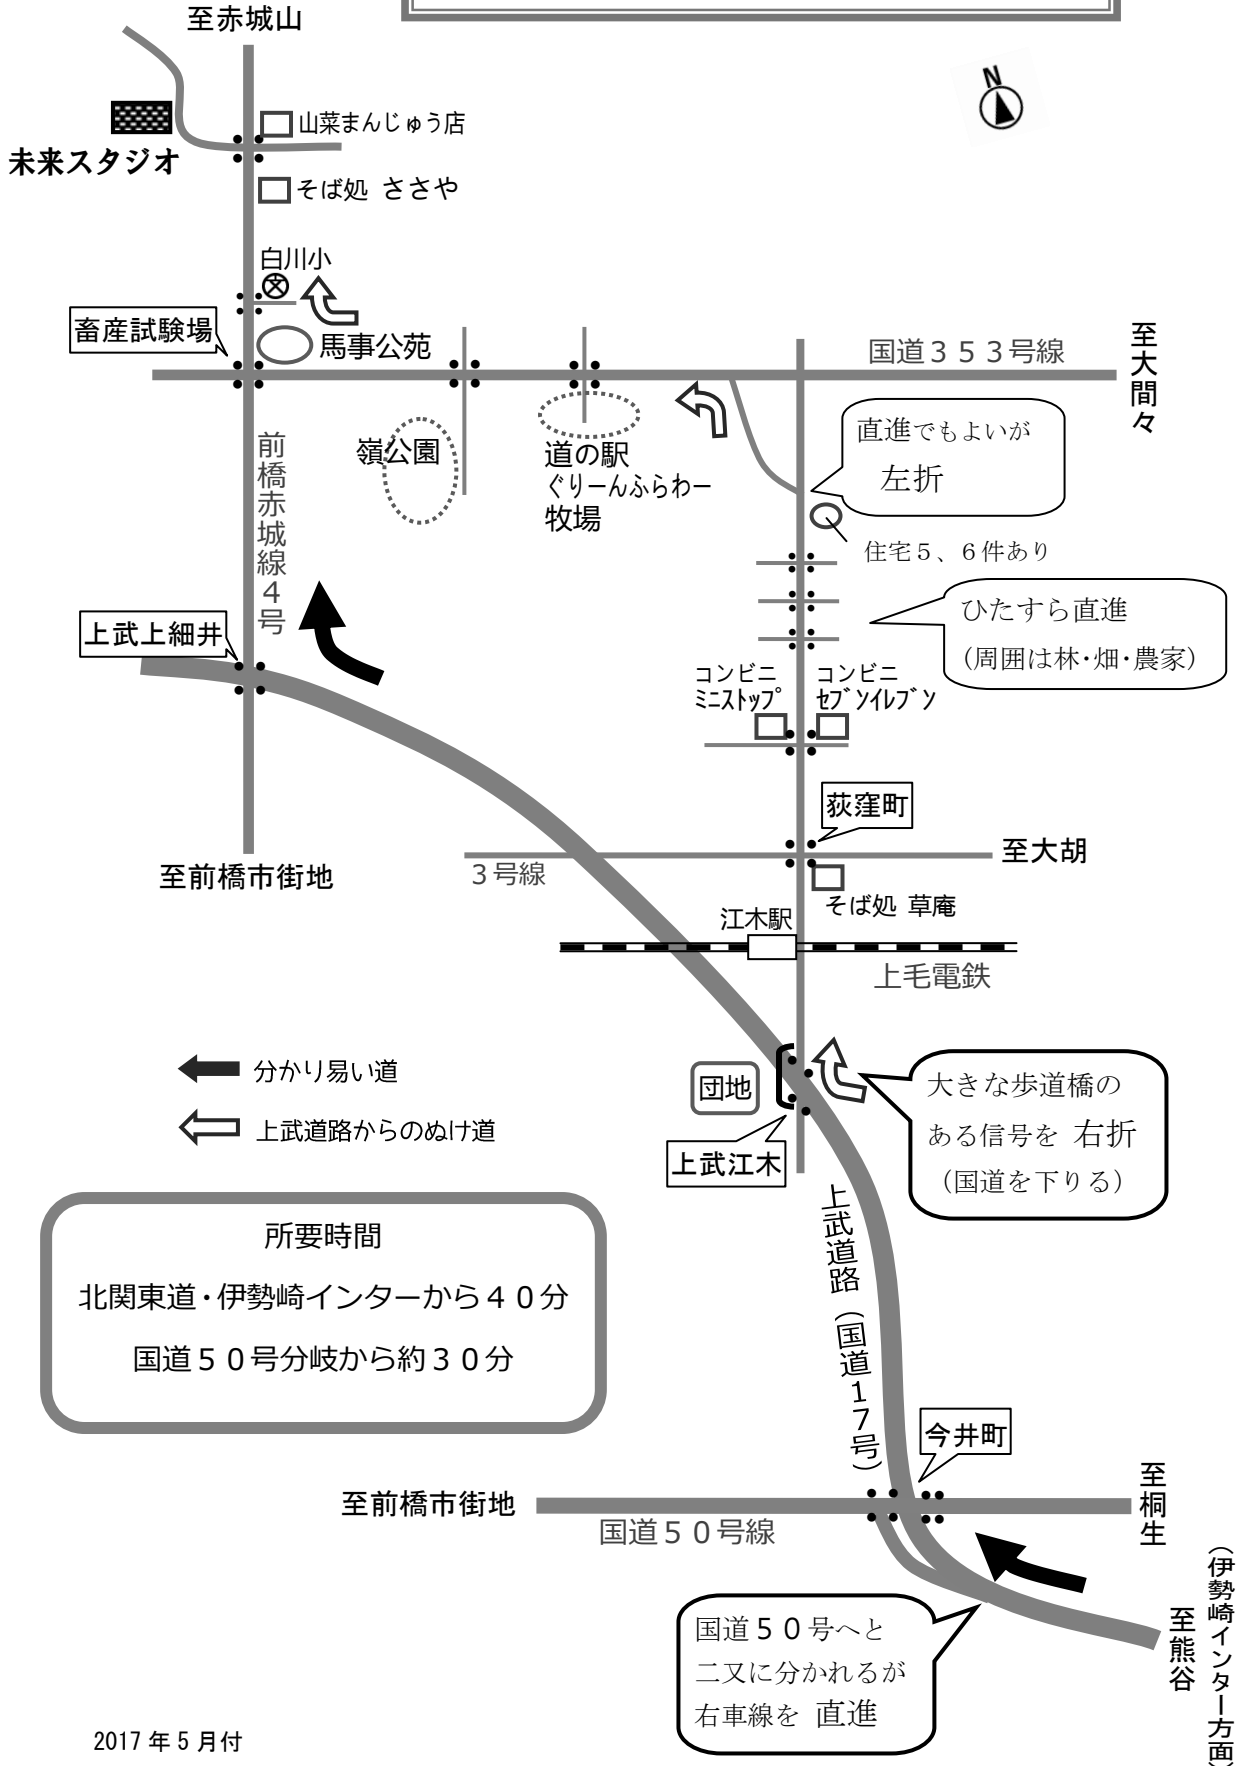 至赤城山
N
山菜まんじゅう店
未来スタジオ
そば処 ささや
白川小
文
畜産試験場
馬事公苑
国道353号線
至大間々
直進でもよいが
左折
嶺公園
道の駅
ぐりーんふらわー
牧場
前橋赤城線4号
住宅5、6件あり
ひたすら直進
(周囲は林・畑・農家)
上武上細井
コンビニ
ミニストップ
コンビニ
セブンイレブン
荻窪町
至前橋市街地
3号線
至大胡
そば処 草庵
江木駅
上毛電鉄
分かり易い道
上武道路からのぬけ道
団地
上武江木
大きな歩道橋の
ある信号を 右折
(国道を下りる)
所要時間
北関東道・伊勢崎インターから40分
国道50号分岐から約30分
上武道路(国道17号)
今井町
至前橋市街地
国道50号線
至桐生
国道50号へと
二又に分かれるが
右車線を 直進
至熊谷
(伊勢崎インター方面)
2017年5月付